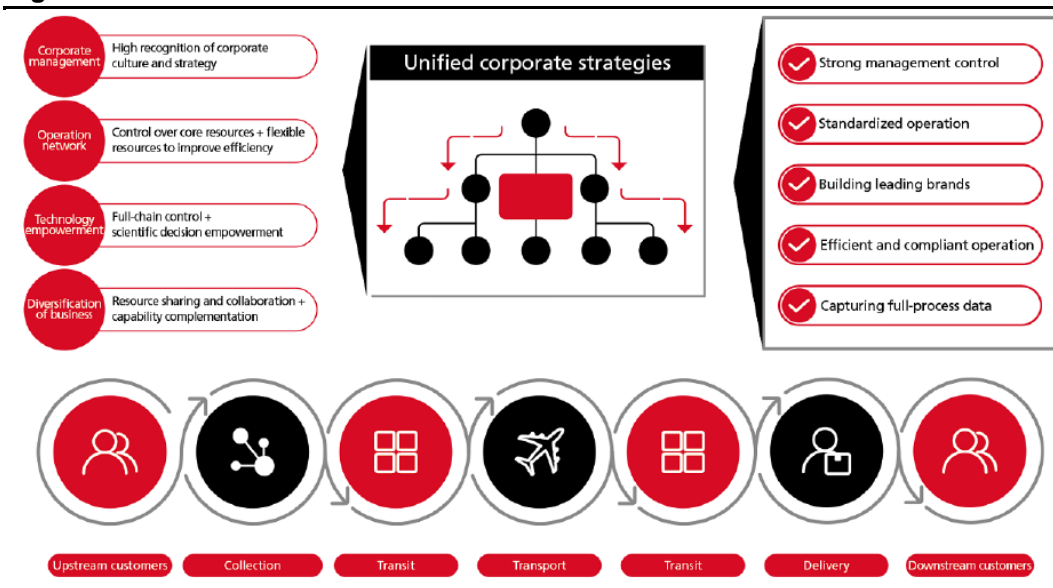 Corporate
management
High recognition of corporate
culture and strategy
Operation
network
Control over core resources + flexible
resources to improve efficiency
Technology
empowerment
Full-chain control +
scientific decision empowerment
Diversification
of business
Resource sharing and collaboration +
capability complementation
Unified corporate strategies
Strong management control
Standardized operation
Building leading brands
Efficient and compliant operation
Capturing full-process data
Upstream customers
Collection
Transit
Transport
Transit
Delivery
Downstream customers